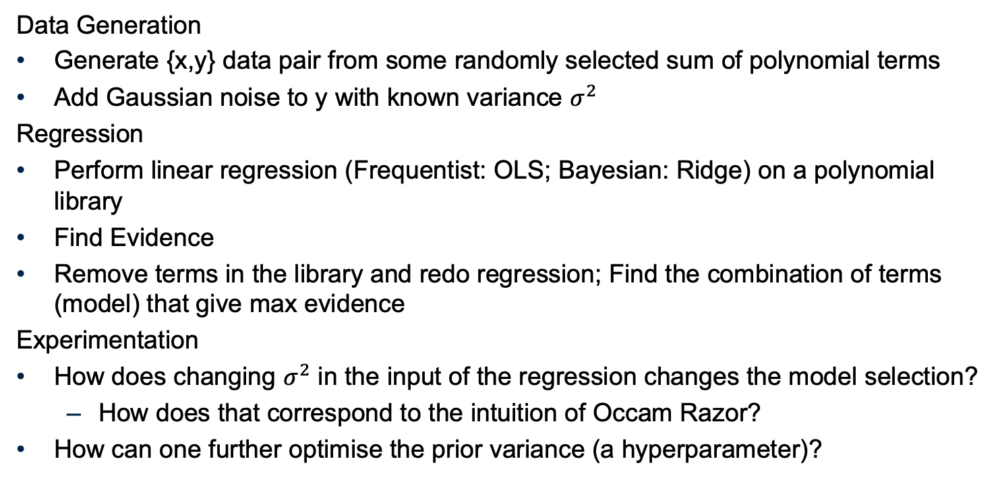 Data Generation
• Generate {x,y} data pair from some randomly selected sum of polynomial terms
• Add Gaussian noise to y with known variance σ²
Regression
• Perform linear regression (Frequentist: OLS; Bayesian: Ridge) on a polynomial
library
• Find Evidence
• Remove terms in the library and redo regression; Find the combination of terms
(model) that give max evidence
Experimentation
• How does changing σ² in the input of the regression changes the model selection?
– How does that correspond to the intuition of Occam Razor?
• How can one further optimise the prior variance (a hyperparameter)?